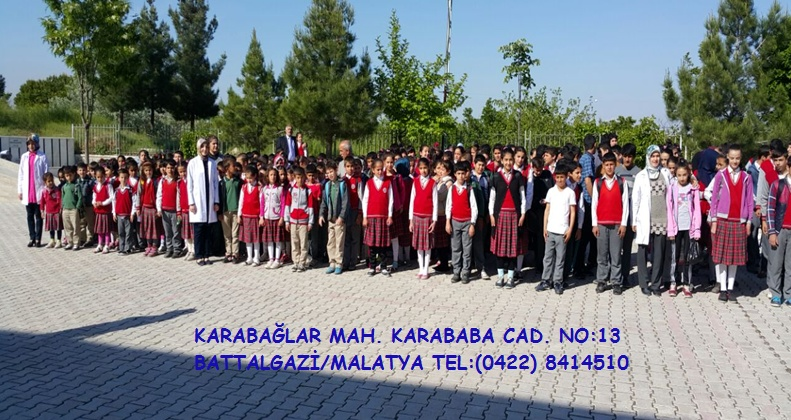 KARABAĞLAR MAH. KARABABA CAD. NO:13
BATTALGAZİ/MALATYA TEL:(0422) 8414510